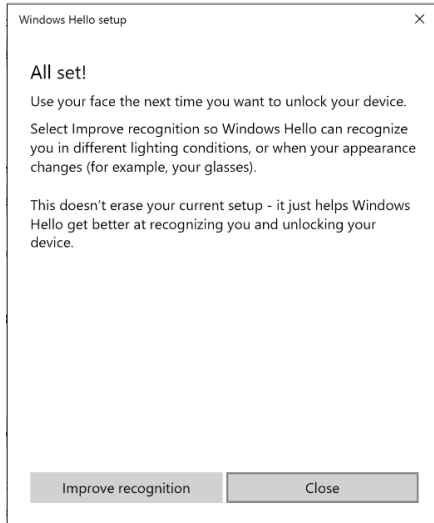 Windows Hello setup
All set!
Use your face the next time you want to unlock your device.
Select Improve recognition so Windows Hello can recognize
you in different lighting conditions, or when your appearance
changes (for example, your glasses).
This doesn't erase your current setup - it just helps Windows
Hello get better at recognizing you and unlocking your
device.
Improve recognition
Close